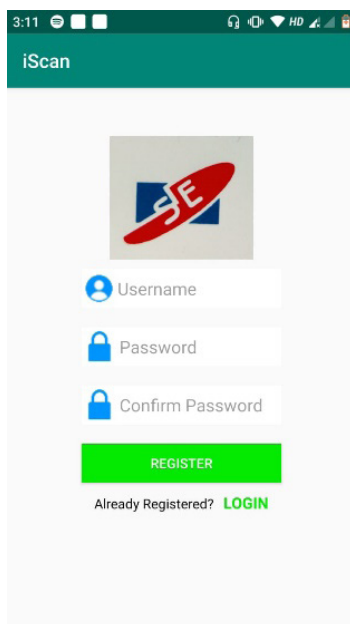 3:11 HD
iScan
SE
Username
Password
Confirm Password
REGISTER
Already Registered? LOGIN